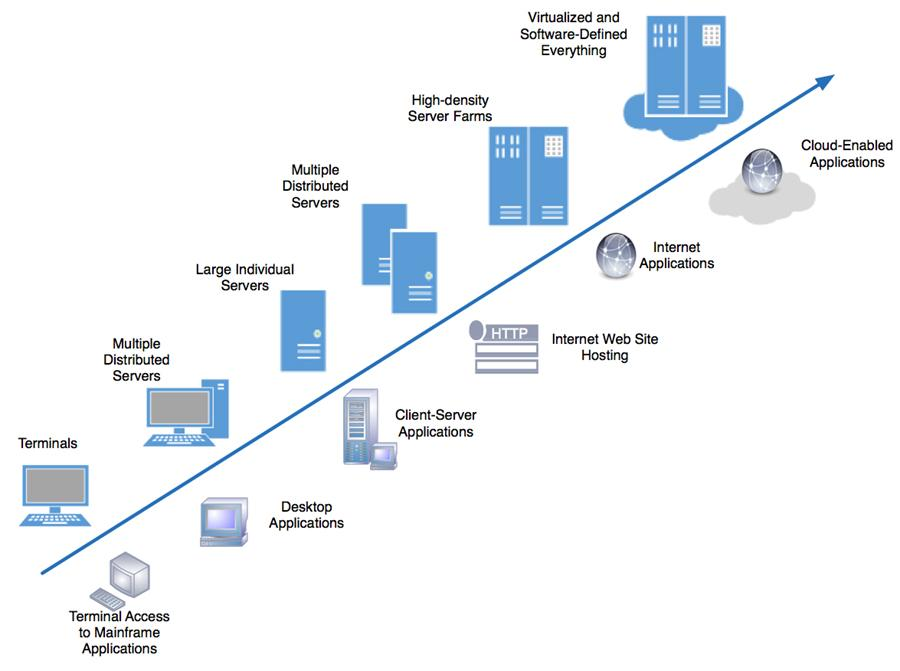 Virtualized and
Software-Defined
Everything
High-density
Server Farms
Cloud-Enabled
Applications
Multiple
Distributed
Servers
Internet
Applications
Large Individual
Servers
HTTP
Internet Web Site
Hosting
Multiple
Distributed
Servers
Client-Server
Applications
Terminals
Desktop
Applications
Terminal Access
to Mainframe
Applications